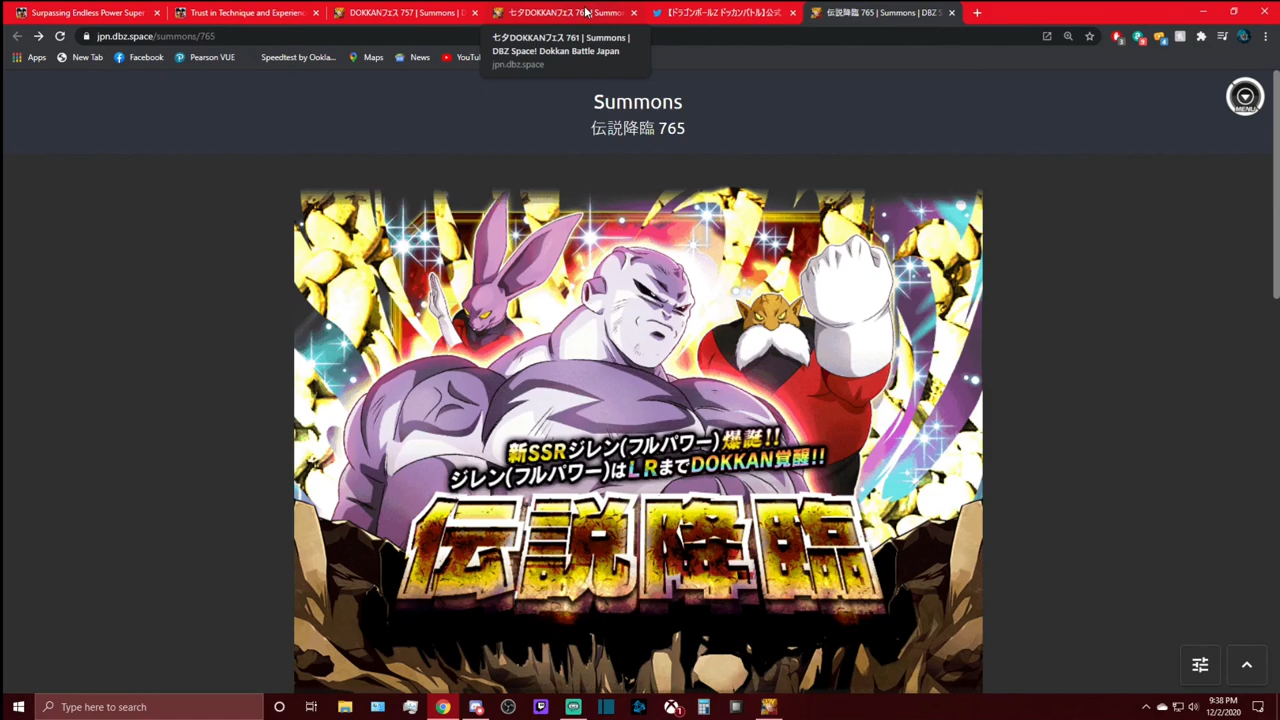 Surpassing Endless Power Super
Trust in Technique and Experien
DOKKANフェス 757 | Summons | D
七夕DOKKANフェス 76 Summon
【ドラゴンボールZ ドッカンバトル】公式
伝説降臨 765 | Summons | DBZ S
jpn.dbz.space/summons/765
Apps
New Tab
Facebook
Pearson VUE
Speedtest by Ookla...
Maps
News
YouTu
七夕DOKKANフェス 761 | Summons |
DBZ Space! Dokkan Battle Japan
jpn.dbz.space
Summons
伝説降臨 765
MENU
新SSRジレン(フルパワー)爆誕!!
ジレン(フルパワー)はLRまでDOKKAN覚醒!!
伝説降臨
Type here to search
9:38 PM
12/2/2020